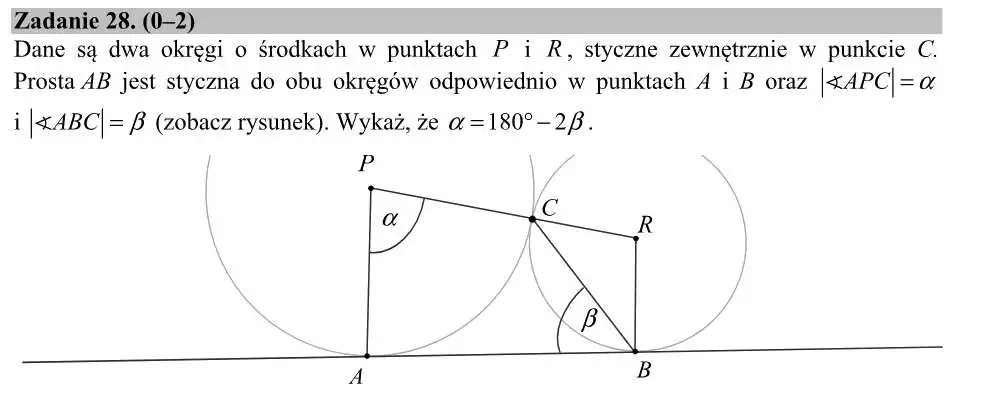 Zadanie 28. (0–2)
Dane są dwa okręgi o środkach w punktach P i R, styczne zewnętrznie w punkcie C.
Prosta AB jest styczna do obu okręgów odpowiednio w punktach A i B oraz |∢APC| = α
i |∢ABC| = β (zobacz rysunek). Wykaż, że α = 180° − 2β.
P
C
α
R
β
A
B